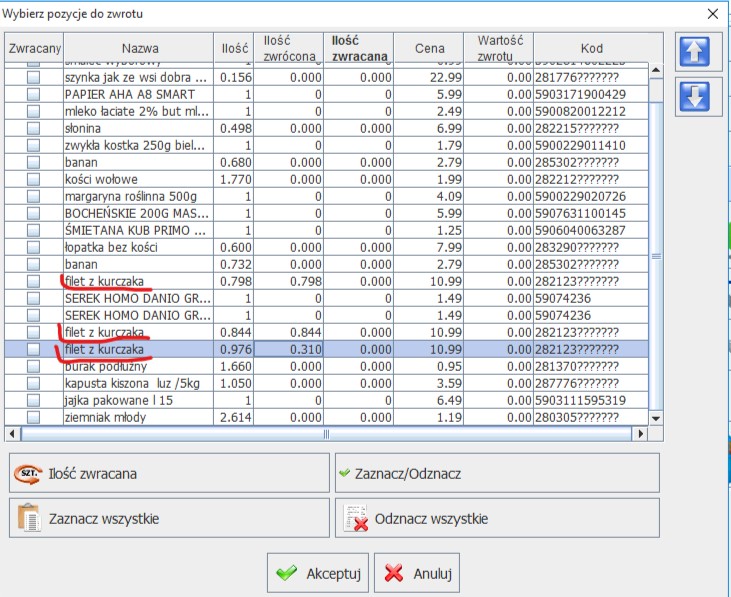 Wybierz pozycje do zwrotu
Zwracany Nazwa Ilość Ilość zwrócona Ilość zwracana Cena Wartość zwrotu Kod
szynka jak ze wsi dobra ... 0.156 0.000 0.000 22.99 0.00 281776???????
PAPIER AHA A8 SMART 1 0 0 5.99 0.00 5903171900429
mleko łaciate 2% but ml... 1 0 0 2.49 0.00 5900820012212
słonina 0.498 0.000 0.000 6.99 0.00 282215???????
zwykła kostka 250g biel... 1 0 0 1.79 0.00 5900229011410
banan 0.680 0.000 0.000 2.79 0.00 285302???????
kości wołowe 1.770 0.000 0.000 1.99 0.00 282212???????
margaryna roślinna 500g 1 0 0 4.09 0.00 5900229020726
BOCHEŃSKIE 200G MAS... 1 0 0 5.99 0.00 5907631100145
ŚMIETANA KUB PRIMO ... 1 0 0 1.25 0.00 5906040063287
łopatka bez kości 0.600 0.000 0.000 7.99 0.00 283290???????
banan 0.732 0.000 0.000 2.79 0.00 285302???????
filet z kurczaka 0.798 0.798 0.000 10.99 0.00 282123???????
SEREK HOMO DANIO GR... 1 0 0 1.49 0.00 59074236
SEREK HOMO DANIO GR... 1 0 0 1.49 0.00 59074236
filet z kurczaka 0.844 0.844 0.000 10.99 0.00 282123???????
filet z kurczaka 0.976 0.310 0.000 10.99 0.00 282123???????
burak podłużny 1.660 0.000 0.000 0.95 0.00 281370???????
kapusta kiszona luz /5kg 1.050 0.000 0.000 3.59 0.00 287776???????
jajka pakowane l 15 1 0 0 6.49 0.00 5903111595319
ziemniak młody 2.614 0.000 0.000 1.19 0.00 280305???????
SZT. Ilość zwracana
Zaznacz/Odznacz
Zaznacz wszystkie
Odznacz wszystkie
Akceptuj
Anuluj